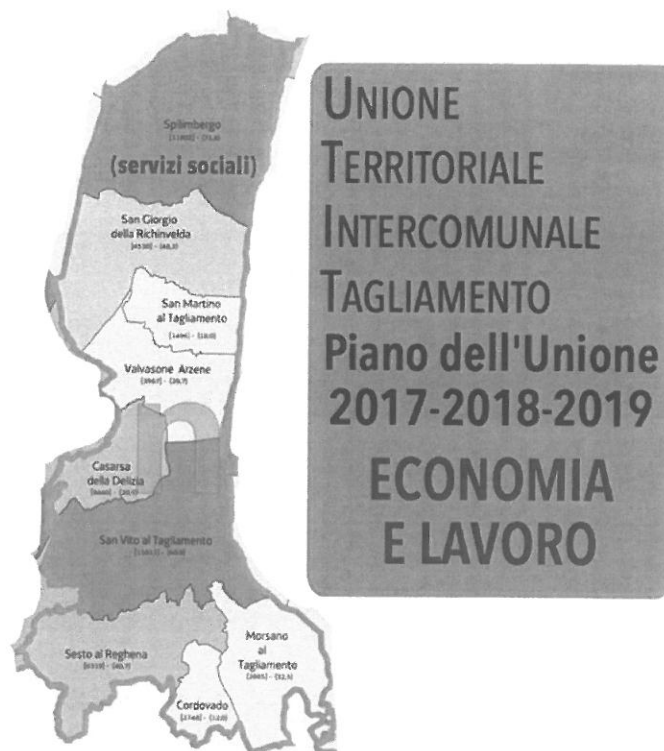 Spilimbergo
(servizi sociali)
San Giorgio
della Richinvelda
San Martino
al Tagliamento
Valvasone Arzene
Casarsa
della Delizia
San Vito al Tagliamento
Sesto al Reghena
Morsano
al
Tagliamento
Cordovado
UNIONE
TERRITORIALE
INTERCOMUNALE
TAGLIAMENTO
Piano dell'Unione
2017-2018-2019
ECONOMIA
E LAVORO